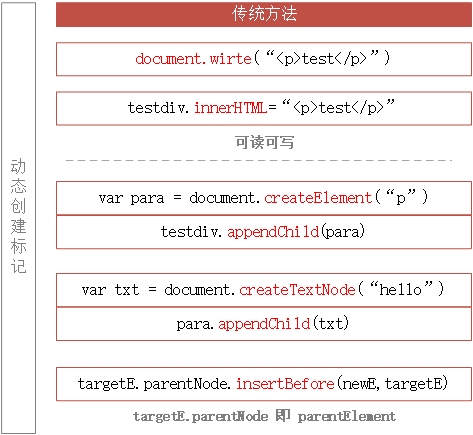 传统方法
动态创建标记
document.wirte(“<p>test</p>”)
testdiv.innerHTML=“<p>test</p>”
可读可写
var para = document.createElement(“p”)
testdiv.appendChild(para)
var txt = document.createTextNode(“hello”)
para.appendChild(txt)
targetE.parentNode.insertBefore(newE,targetE)
targetE.parentNode 即 parentElement